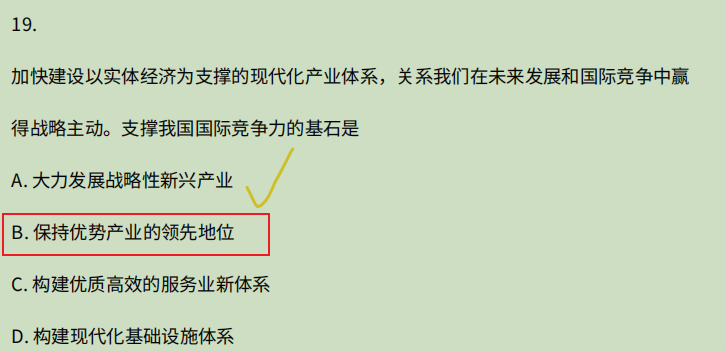 19.
加快建设以实体经济为支撑的现代化产业体系，关系我们在未来发展和国际竞争中赢
得战略主动。支撑我国国际竞争力的基石是
A. 大力发展战略性新兴产业
B. 保持优势产业的领先地位
C. 构建优质高效的服务业新体系
D. 构建现代化基础设施体系